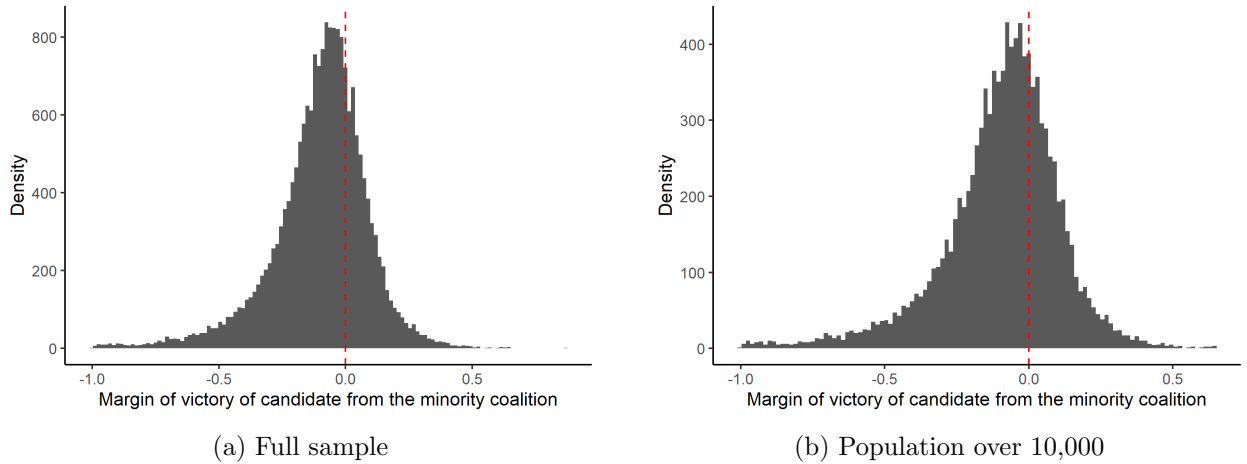 800
600
400
200
0
Density
-1.0 -0.5 0.0 0.5
Margin of victory of candidate from the minority coalition
(a) Full sample
400
300
200
100
0
Density
-1.0 -0.5 0.0 0.5
Margin of victory of candidate from the minority coalition
(b) Population over 10,000